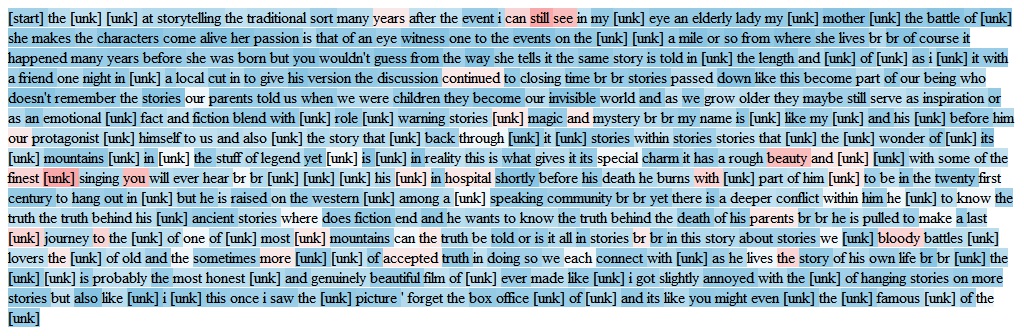 [start] the [unk] [unk] at storytelling the traditional sort many years after the event i can still see in my [unk] eye an elderly lady my [unk] mother [unk] the battle of [unk]
she makes the characters come alive her passion is that of an eye witness one to the events on the [unk] [unk] a mile or so from where she lives br br of course it
happened many years before she was born but you wouldn't guess from the way she tells it the same story is told in [unk] the length and [unk] of [unk] as i [unk] it with
a friend one night in [unk] a local cut in to give his version the discussion continued to closing time br br stories passed down like this become part of our being who
doesn't remember the stories our parents told us when we were children they become our invisible world and as we grow older they maybe still serve as inspiration or
as an emotional [unk] fact and fiction blend with [unk] role [unk] warning stories [unk] magic and mystery br br my name is [unk] like my [unk] and his [unk] before him
our protagonist [unk] himself to us and also [unk] the story that [unk] back through [unk] it [unk] stories within stories stories that [unk] the [unk] wonder of [unk] its
[unk] mountains [unk] in [unk] the stuff of legend yet [unk] is [unk] in reality this is what gives it its special charm it has a rough beauty and [unk] [unk] with some of the
finest [unk] singing you will ever hear br br [unk] [unk] [unk] [unk] his [unk] in hospital shortly before his death he burns with [unk] part of him [unk] to be in the twenty first
century to hang out in [unk] but he is raised on the western [unk] among a [unk] speaking community br br yet there is a deeper conflict within him he [unk] to know the
truth the truth behind his [unk] ancient stories where does fiction end and he wants to know the truth behind the death of his parents br br he is pulled to make a last
[unk] journey to the [unk] of one of [unk] most [unk] mountains can the truth be told or is it all in stories br br in this story about stories we [unk] bloody battles [unk]
lovers the [unk] of old and the sometimes more [unk] [unk] of accepted truth in doing so we each connect with [unk] as he lives the story of his own life br br [unk] the
[unk] [unk] is probably the most honest [unk] and genuinely beautiful film of [unk] ever made like [unk] i got slightly annoyed with the [unk] of hanging stories on more
stories but also like [unk] i [unk] this once i saw the [unk] picture ' forget the box office [unk] of [unk] and its like you might even [unk] the [unk] famous [unk] of the
[unk]